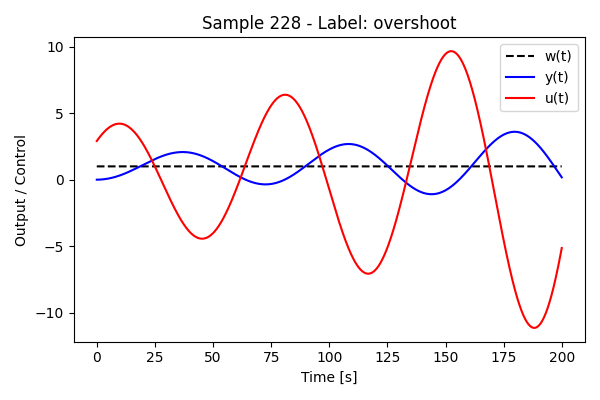 Sample 228 - Label: overshoot
w(t)
y(t)
u(t)
10
5
0
−5
−10
Output / Control
0
25
50
75
100
125
150
175
200
Time [s]